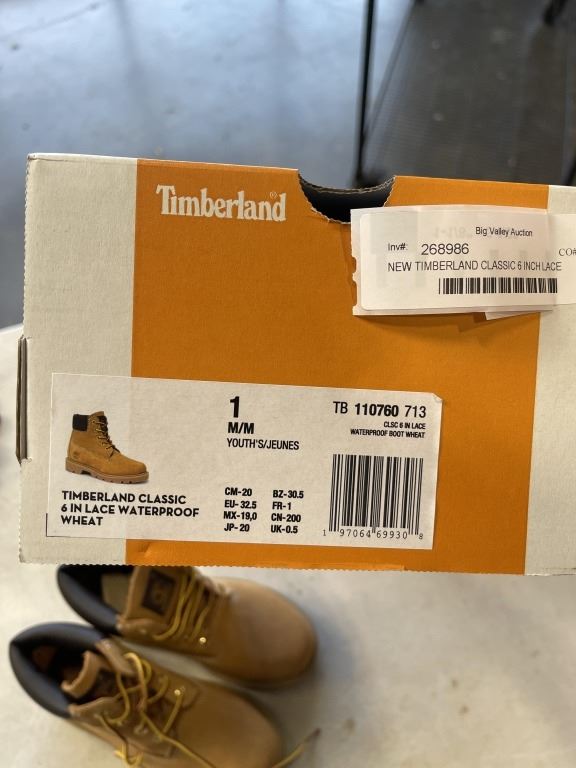 Timberland®
Big Valley Auction
Inv#: 268986
CO#
NEW TIMBERLAND CLASSIC 6 INCH LACE
1
M/M
YOUTH'S/JEUNES
TB 110760 713
CLSC 6 IN LACE
WATERPROOF BOOT WHEAT
TIMBERLAND CLASSIC
6 IN LACE WATERPROOF
WHEAT
CM-20 BZ-30.5
EU-32.5 FR-1
MX-19,0 CN-200
JP-20 UK-0.5
1 97064 69930 8